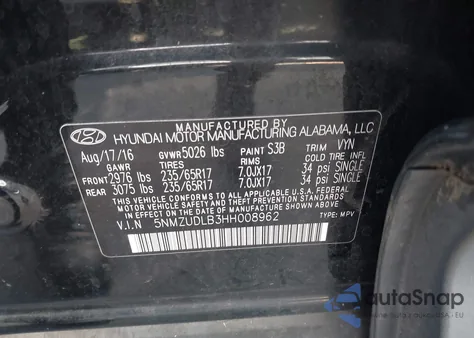 MANUFACTURED BY
HYUNDAI MOTOR MANUFACTURING ALABAMA, LLC
Aug/17/16 GVWR 5026 lbs PAINT S3B TRIM VYN
GAWR TIRES RIMS COLD TIRE INFL.
FRONT 2976 lbs 235/65R17 7.0JX17 34 psi SINGLE
REAR 3075 lbs 235/65R17 7.0JX17 34 psi SINGLE
THIS VEHICLE CONFORMS TO ALL APPLICABLE U.S.A. FEDERAL
MOTOR VEHICLE SAFETY STANDARDS IN EFFECT ON THE DATE OF
MANUFACTURE SHOWN ABOVE.
V.I.N 5NMZUDLB3HH008962 TYPE: MPV
autoSnap